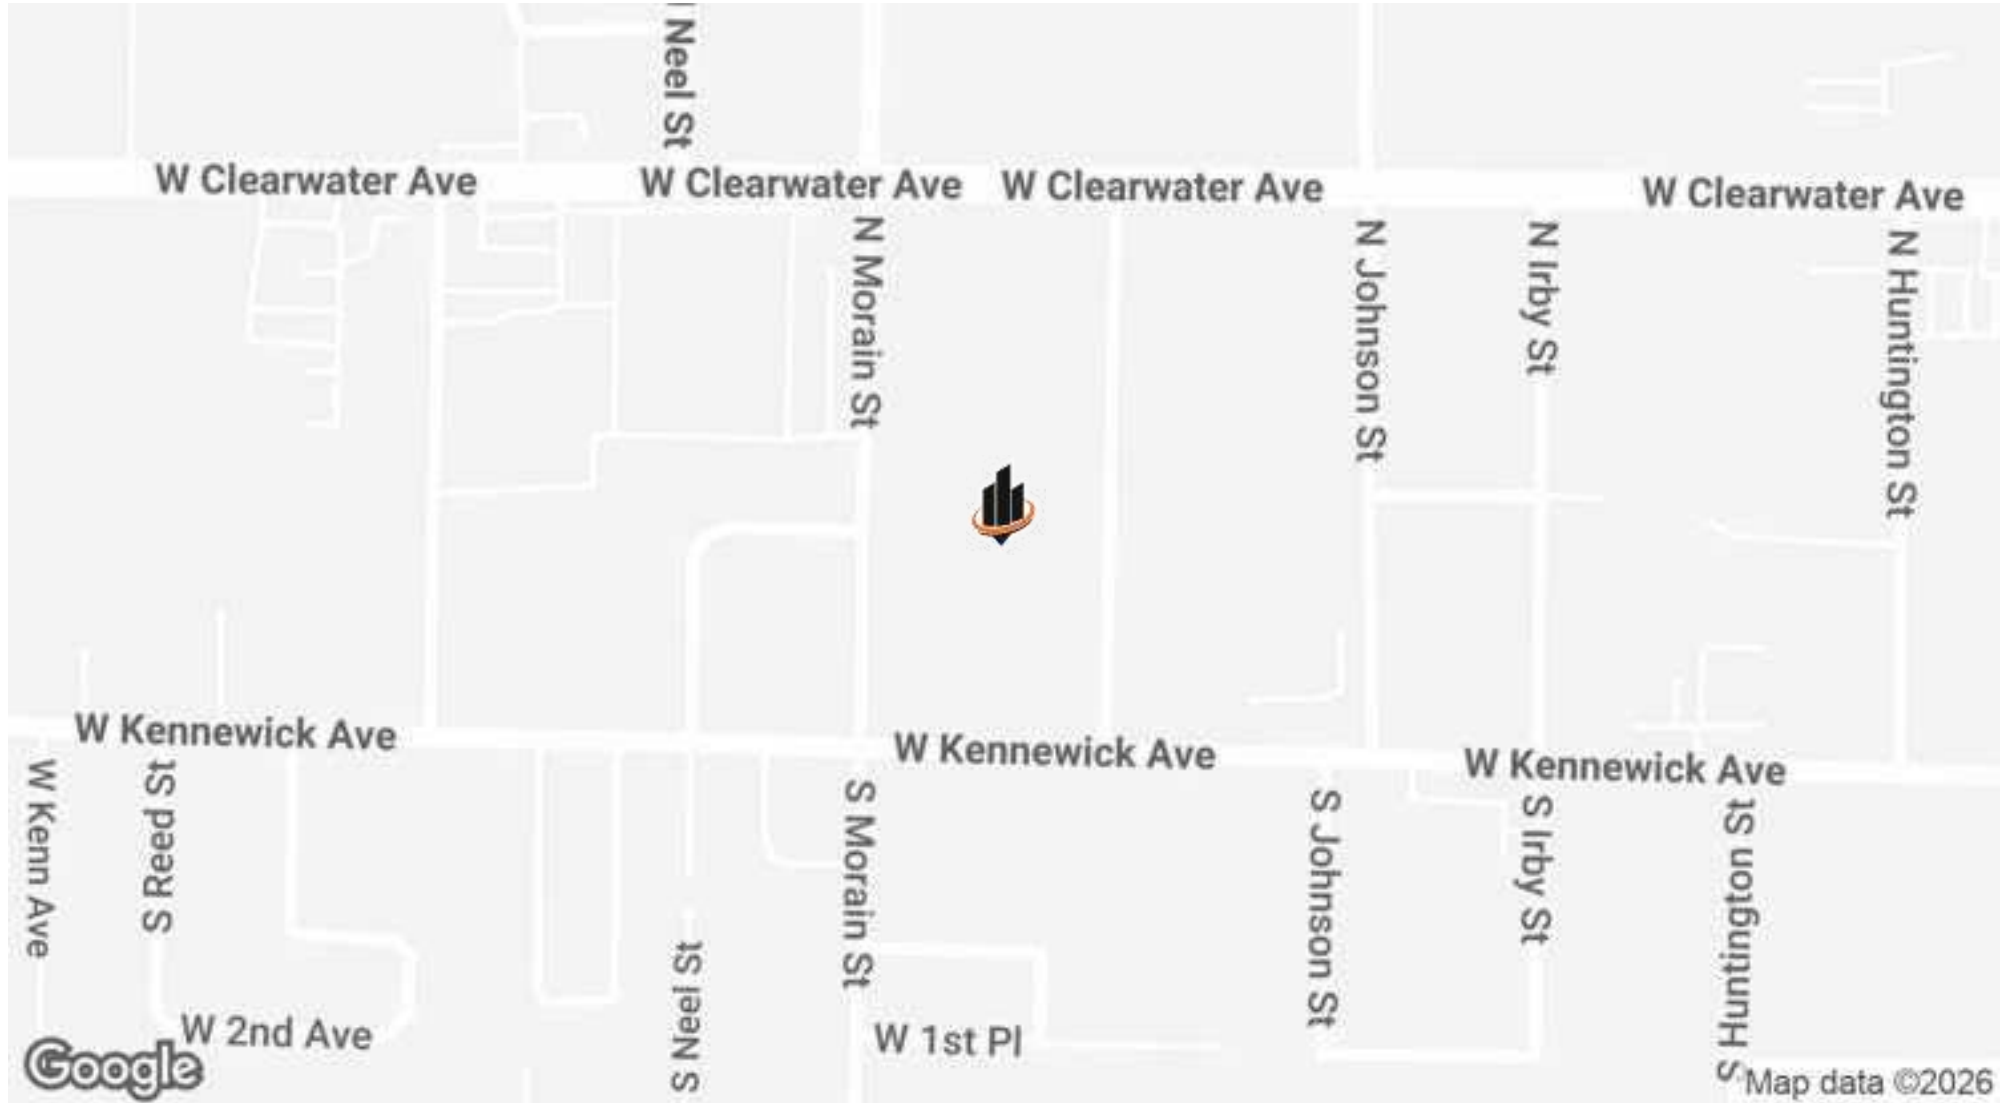 Neel St
W Clearwater Ave
W Clearwater Ave
W Clearwater Ave
W Clearwater Ave
N Morain St
N Johnson St
N Irby St
N Huntington St
W Kennewick Ave
W Kennewick Ave
W Kennewick Ave
W Kenn Ave
S Reed St
S Neel St
S Morain St
S Johnson St
S Irby St
S Huntington St
W 2nd Ave
W 1st Pl
Google
Map data ©2026